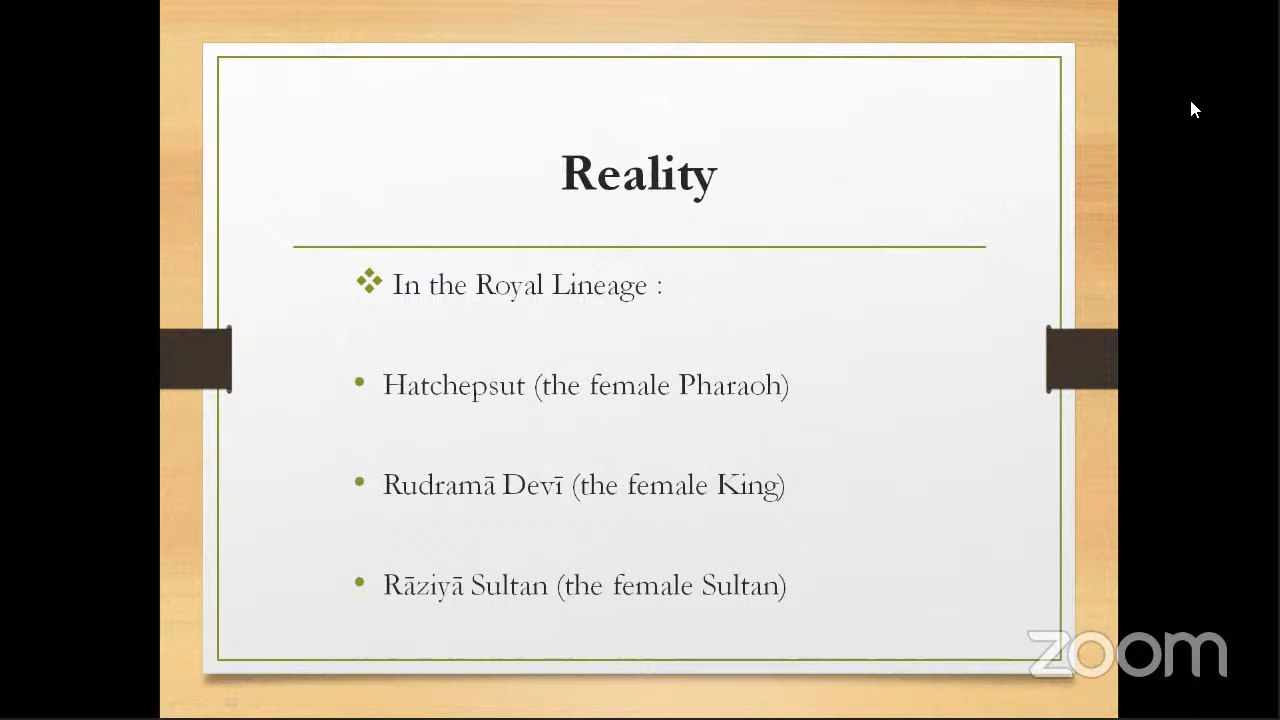 Reality
In the Royal Lineage :
Hatchepsut (the female Pharaoh)
Rudramā Devī (the female King)
Rāziyā Sultan (the female Sultan)
zoom